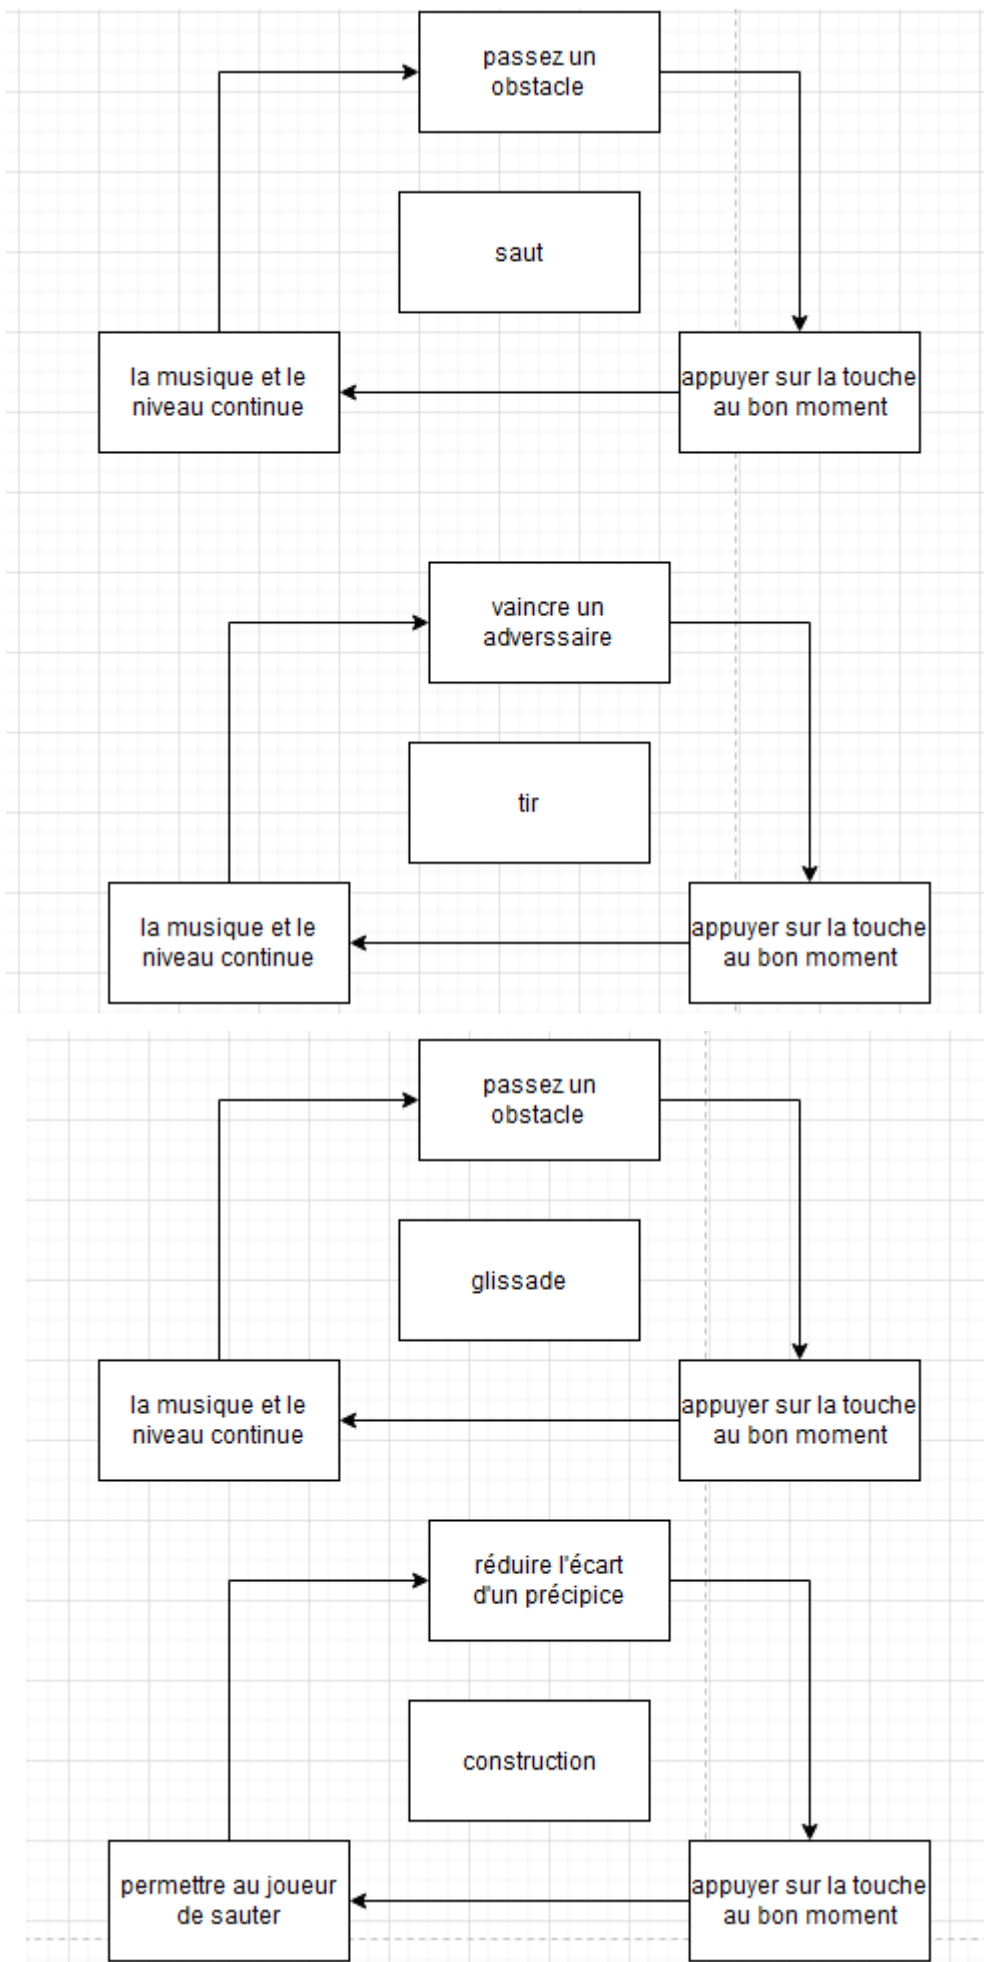 passez un
obstacle
saut
la musique et le
niveau continue
appuyer sur la touche
au bon moment
vaincre un
adverssaire
tir
la musique et le
niveau continue
appuyer sur la touche
au bon moment
passez un
obstacle
glissade
la musique et le
niveau continue
appuyer sur la touche
au bon moment
réduire l'écart
d'un précipice
construction
permettre au joueur
de sauter
appuyer sur la touche
au bon moment